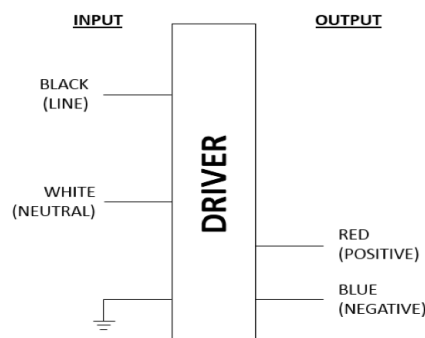 INPUT
OUTPUT
BLACK
(LINE)
WHITE
(NEUTRAL)
DRIVER
RED
(POSITIVE)
BLUE
(NEGATIVE)